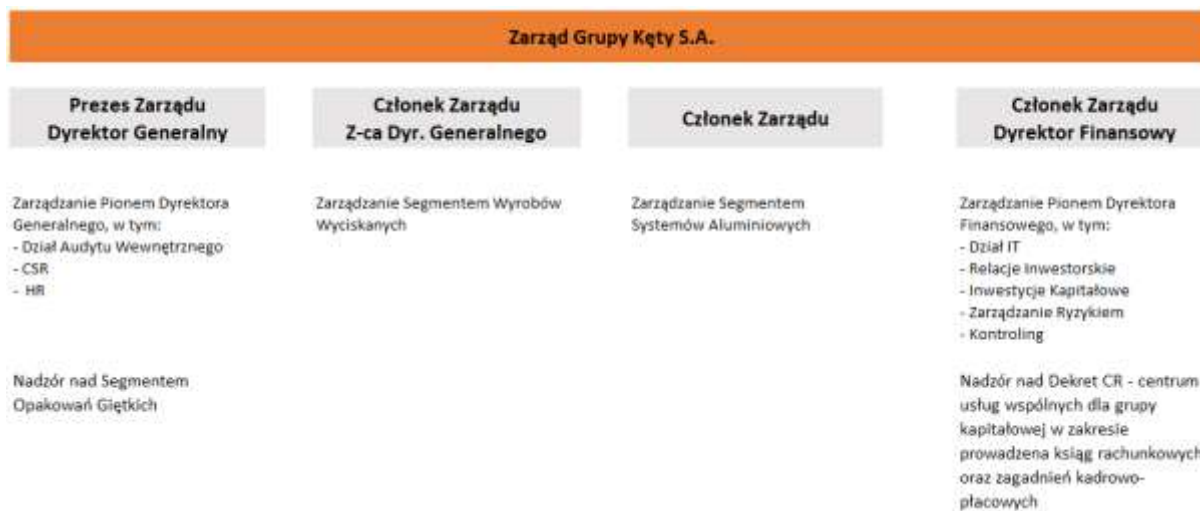 Zarząd Grupy Kęty S.A.
Prezes Zarządu
Dyrektor Generalny
Członek Zarządu
Z-ca Dyr. Generalnego
Członek Zarządu
Członek Zarządu
Dyrektor Finansowy
Zarządzanie Pionem Dyrektora
Generalnego, w tym:
- Dział Audytu Wewnętrznego
- CSR
- HR
Nadzór nad Segmentem
Opakowań Giętkich
Zarządzanie Segmentem Wyrobów
Wyciskanych
Zarządzanie Segmentem
Systemów Aluminiowych
Zarządzanie Pionem Dyrektora
Finansowego, w tym:
- Dział IT
- Relacje Inwestorskie
- Inwestycje Kapitałowe
- Zarządzanie Ryzykiem
- Kontroling
Nadzór nad Dekret CR - centrum
usług wspólnych dla grupy
kapitałowej w zakresie
prowadzena ksiąg rachunkowych
oraz zagadnień kadrowo-
płacowych